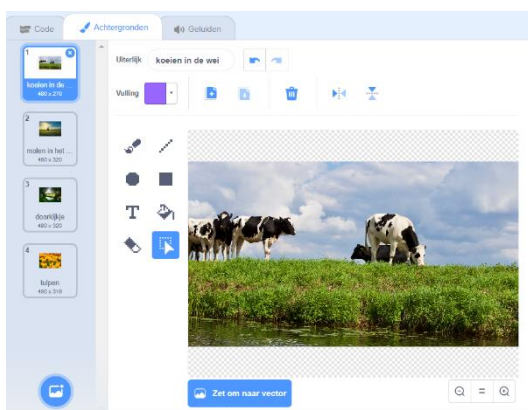 Code
Achtergronden
Geluiden
1
koeien in de ...
480 x 270
2
molen in het ...
480 x 320
3
doorkijkje
480 x 320
4
tulpen
480 x 318
Uiterlijk
koeien in de wei
Vulling
T
Zet om naar vector